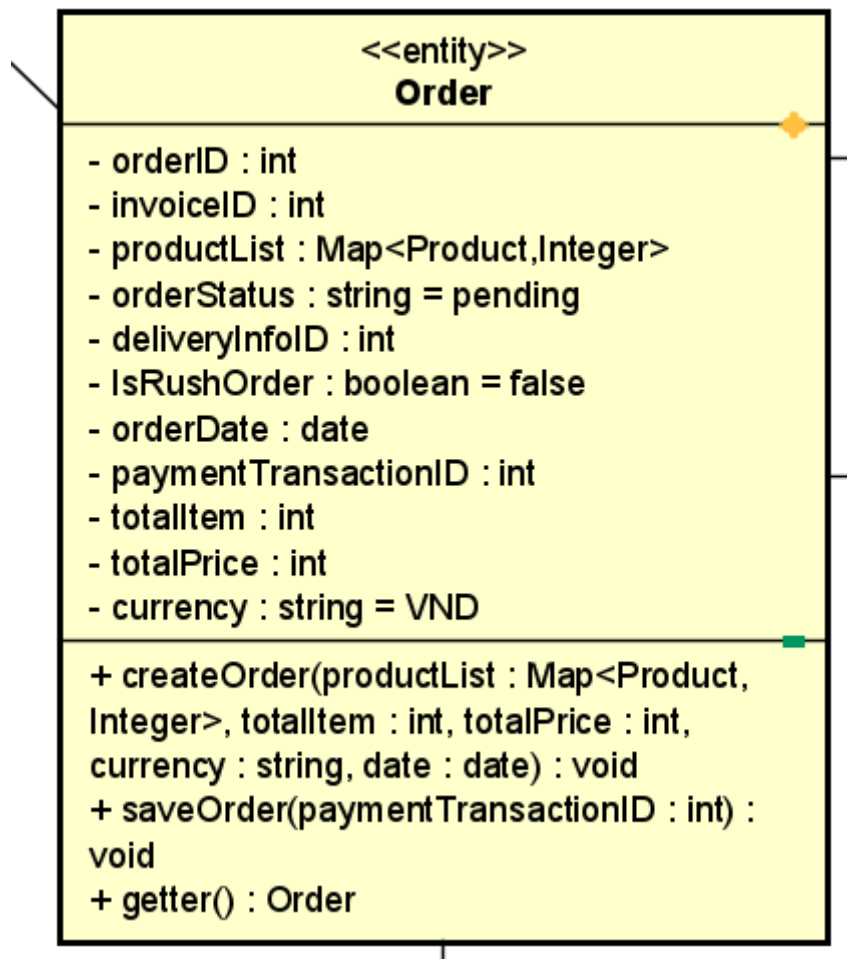 <<entity>>
Order
- orderID : int
- invoiceID : int
- productList : Map<Product,Integer>
- orderStatus : string = pending
- deliveryInfoID : int
- IsRushOrder : boolean = false
- orderDate : date
- paymentTransactionID : int
- totalItem : int
- totalPrice : int
- currency : string = VND
+ createOrder(productList : Map<Product,
Integer>, totalItem : int, totalPrice : int,
currency : string, date : date) : void
+ saveOrder(paymentTransactionID : int) :
void
+ getter() : Order